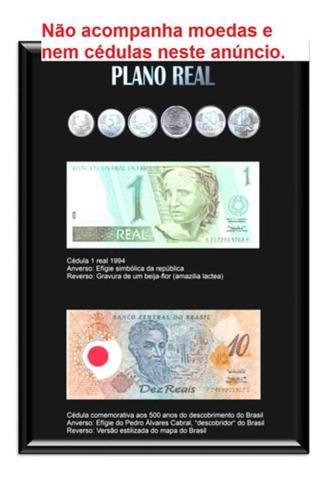 Não acompanha moedas e
nem cédulas neste anúncio.
PLANO REAL
5
50
1
BANCO CENTRAL DO BRASIL
1
REAL
Cédula 1 real 1994
Anverso: Efígie simbólica da república
Reverso: Gravura de um beija-flor (amazilia lactea)
BANCO CENTRAL DO BRASIL
10
Dez Reais
Cédula comemorativa aos 500 anos do descobrimento do Brasil
Anverso: Efígie do Pedro Álvares Cabral, "descobridor" do Brasil
Reverso: Versão estilizada do mapa do Brasil